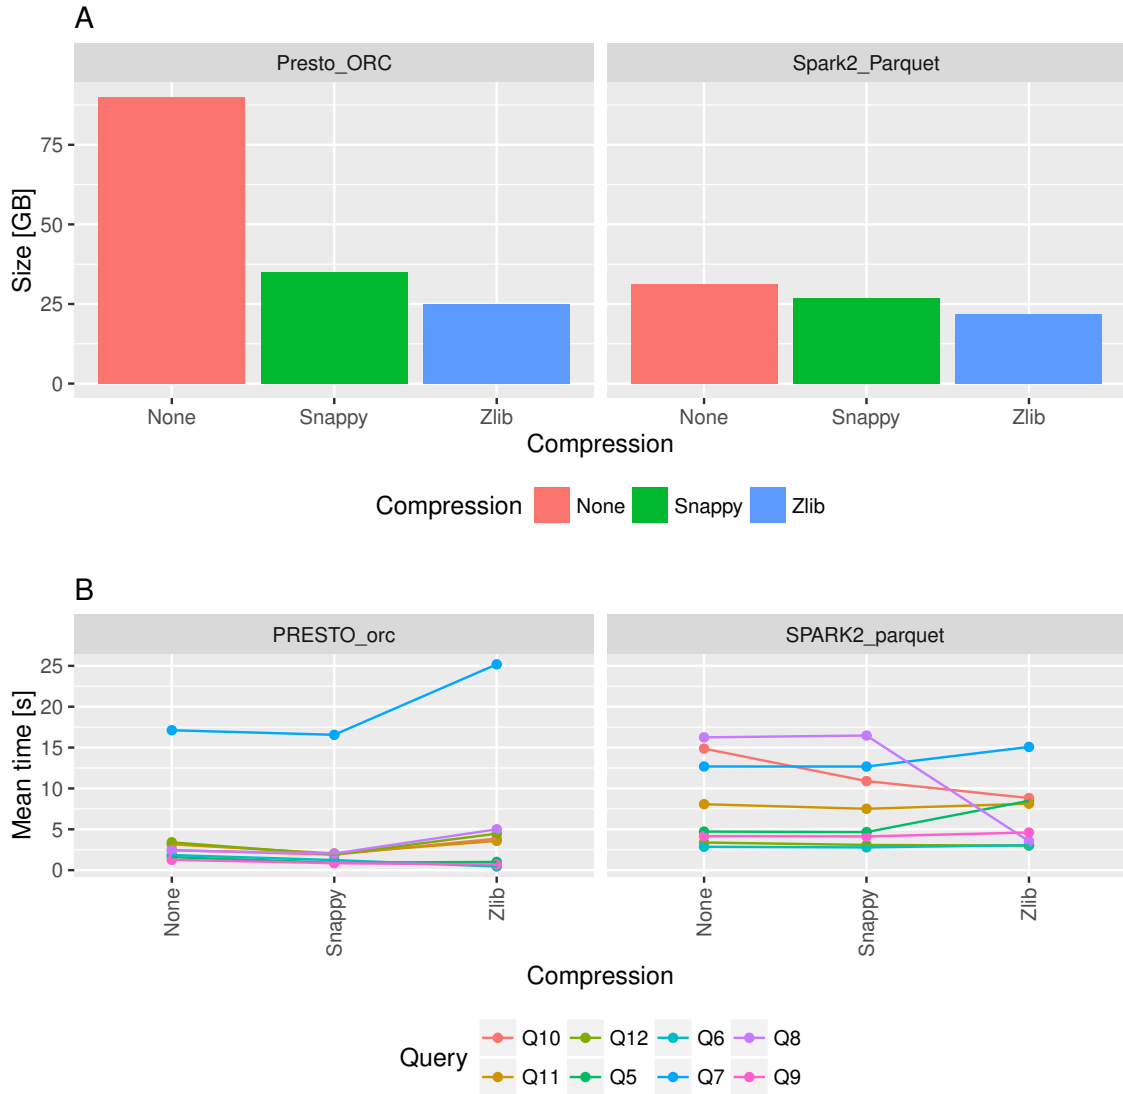 A
Presto_ORC Spark2_Parquet
Size [GB]
75
50
25
0
None Snappy Zlib None Snappy Zlib
Compression
Compression None Snappy Zlib
B
PRESTO_orc SPARK2_parquet
Mean time [s]
25
20
15
10
5
0
None Snappy Zlib None Snappy Zlib
Compression
Query
Q10 Q12 Q6 Q8
Q11 Q5 Q7 Q9